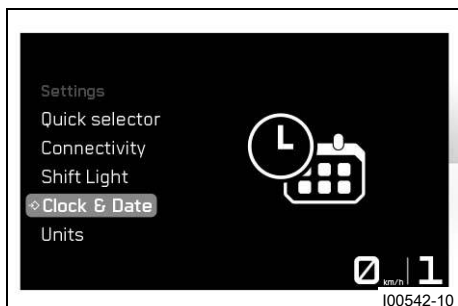 Settings
Quick selector
Connectivity
Shift Light
Clock & Date
Units
0 km/h 1
I00542-10